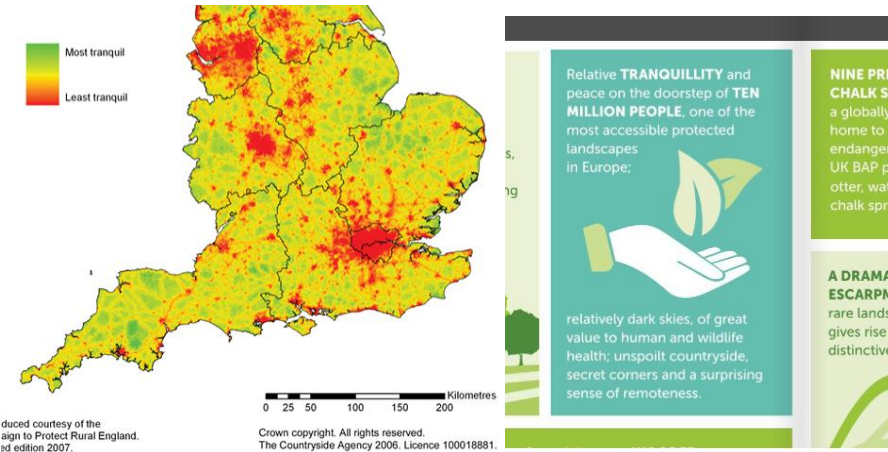 Most tranquil
Least tranquil
Kilometres
0 25 50 100 150 200
duced courtesy of the
aign to Protect Rural England.
ed edition 2007.
Crown copyright. All rights reserved.
The Countryside Agency 2006. Licence 100018881.
s,
ng
Relative TRANQUILLITY and
peace on the doorstep of TEN
MILLION PEOPLE, one of the
most accessible protected
landscapes
in Europe;
relatively dark skies, of great
value to human and wildlife
health; unspoilt countryside,
secret corners and a surprising
sense of remoteness.
NINE PRI
CHALK S
a globally
home to
endanger
UK BAP p
otter, wat
chalk spr
A DRAMA
ESCARPM
rare lands
gives rise
distinctive